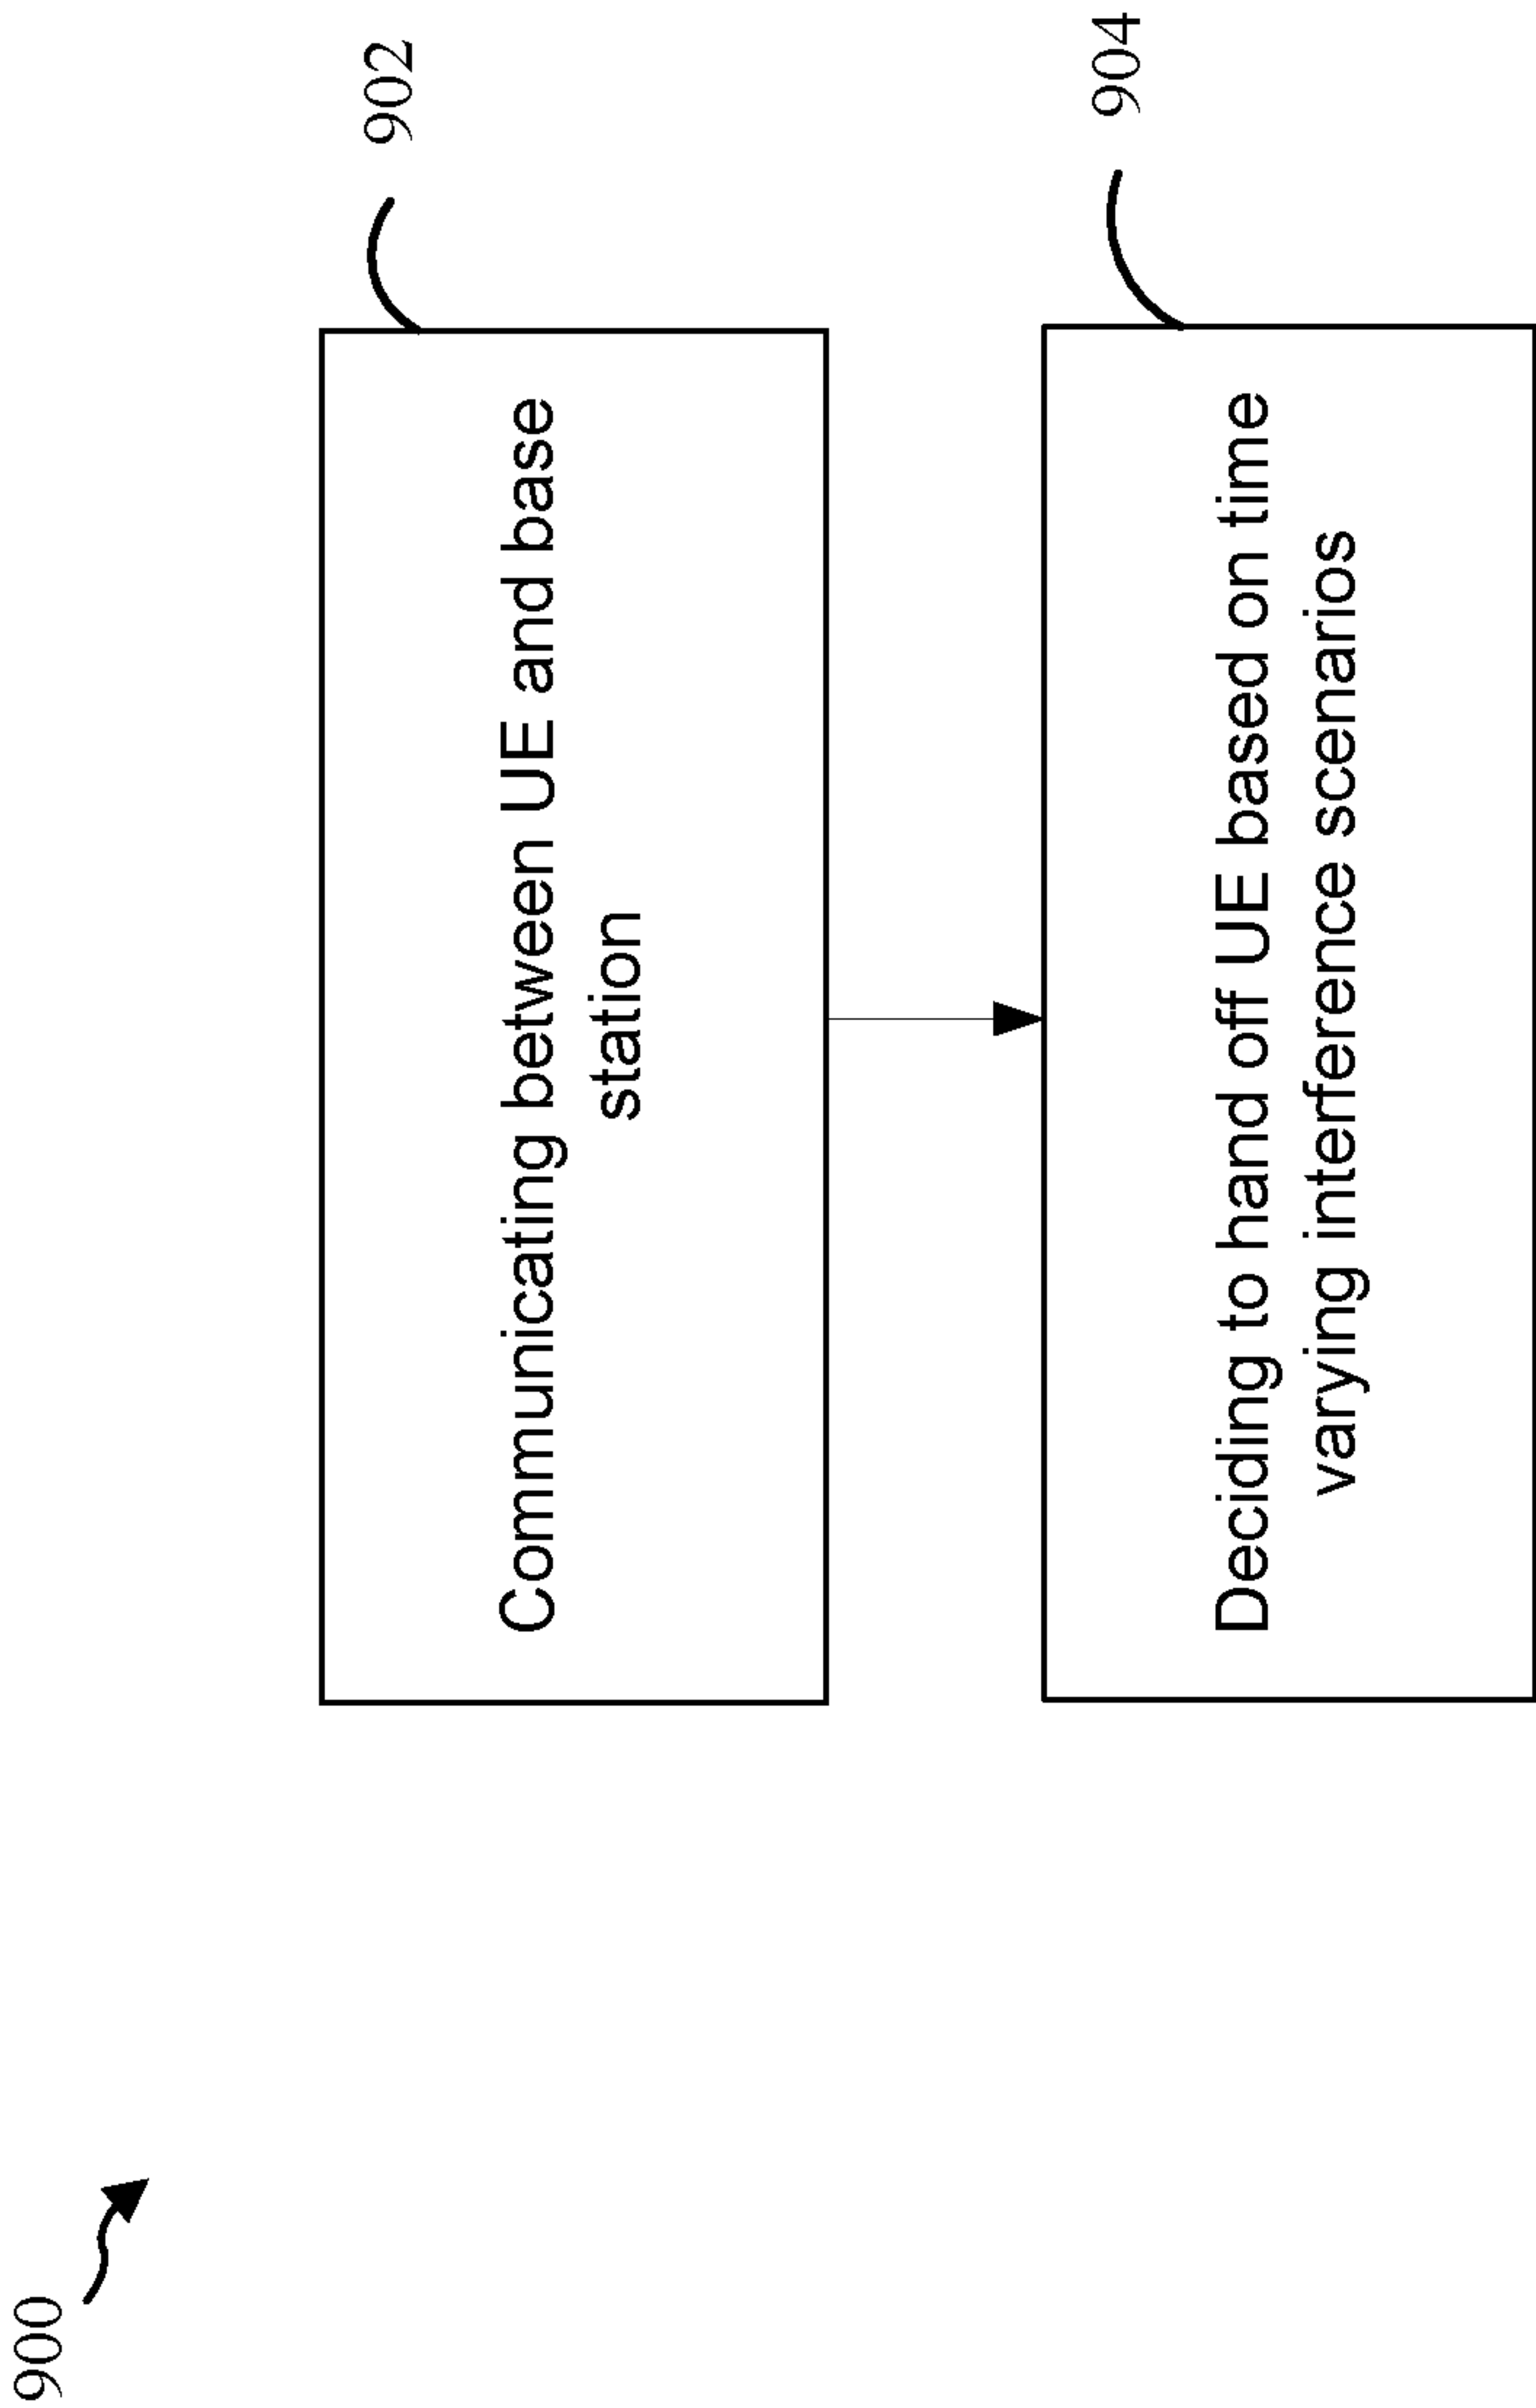 900
902
Communicating between UE and base
station
904
Deciding to hand off UE based on time
varying interference scenarios